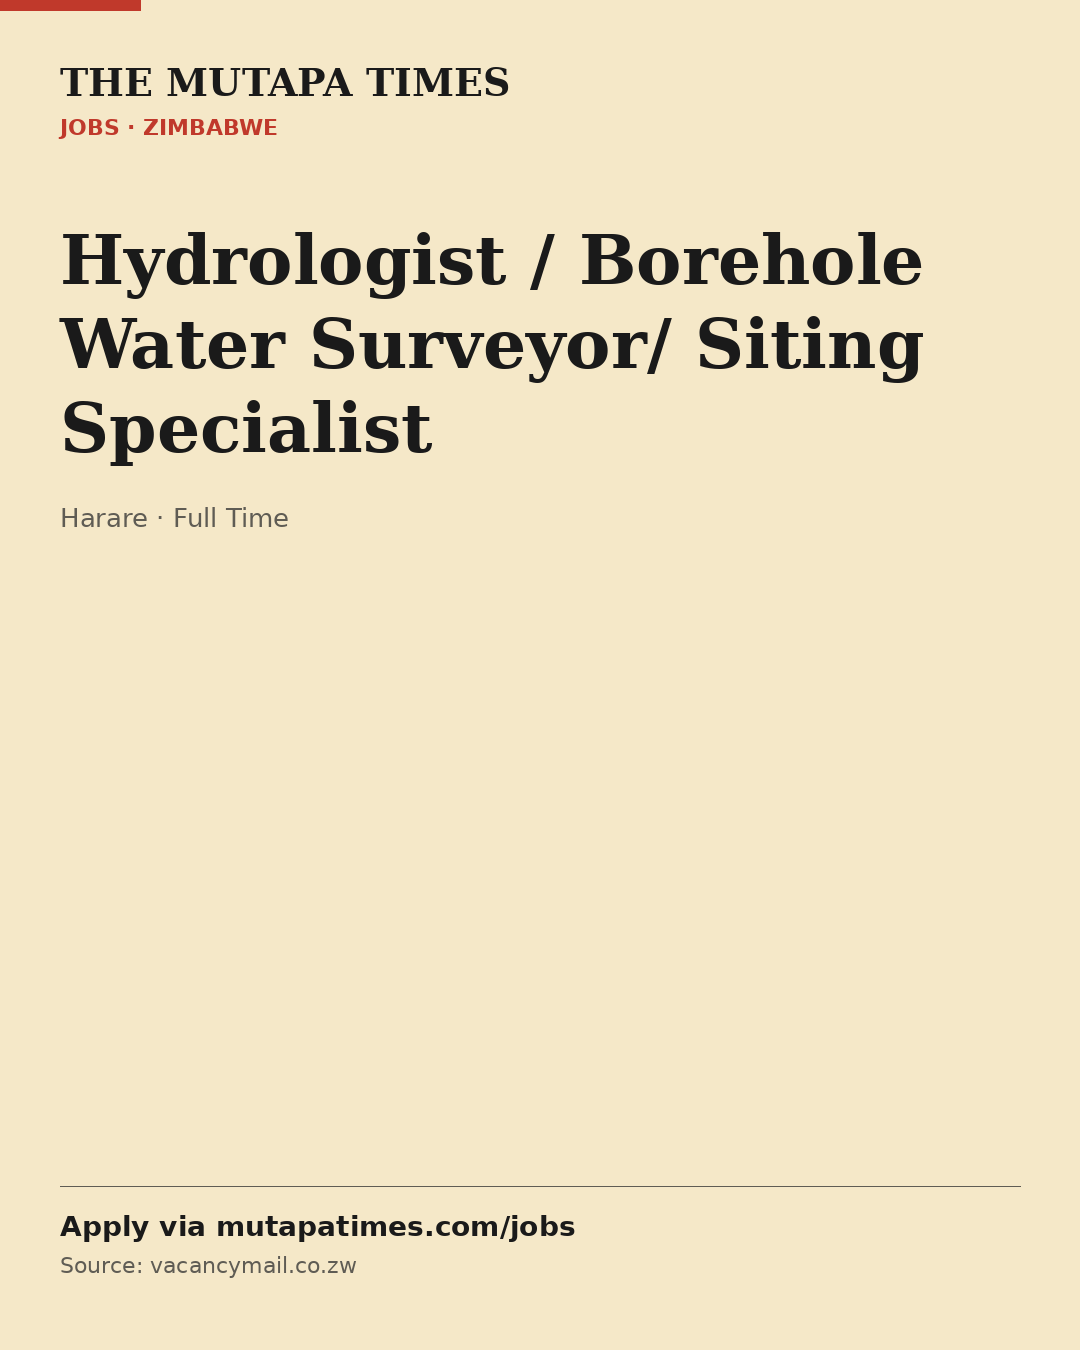 THE MUTAPA TIMES
JOBS · ZIMBABWE
Hydrologist / Borehole
Water Surveyor/ Siting
Specialist
Harare · Full Time
Apply via mutapatimes.com/jobs
Source: vacancymail.co.zw